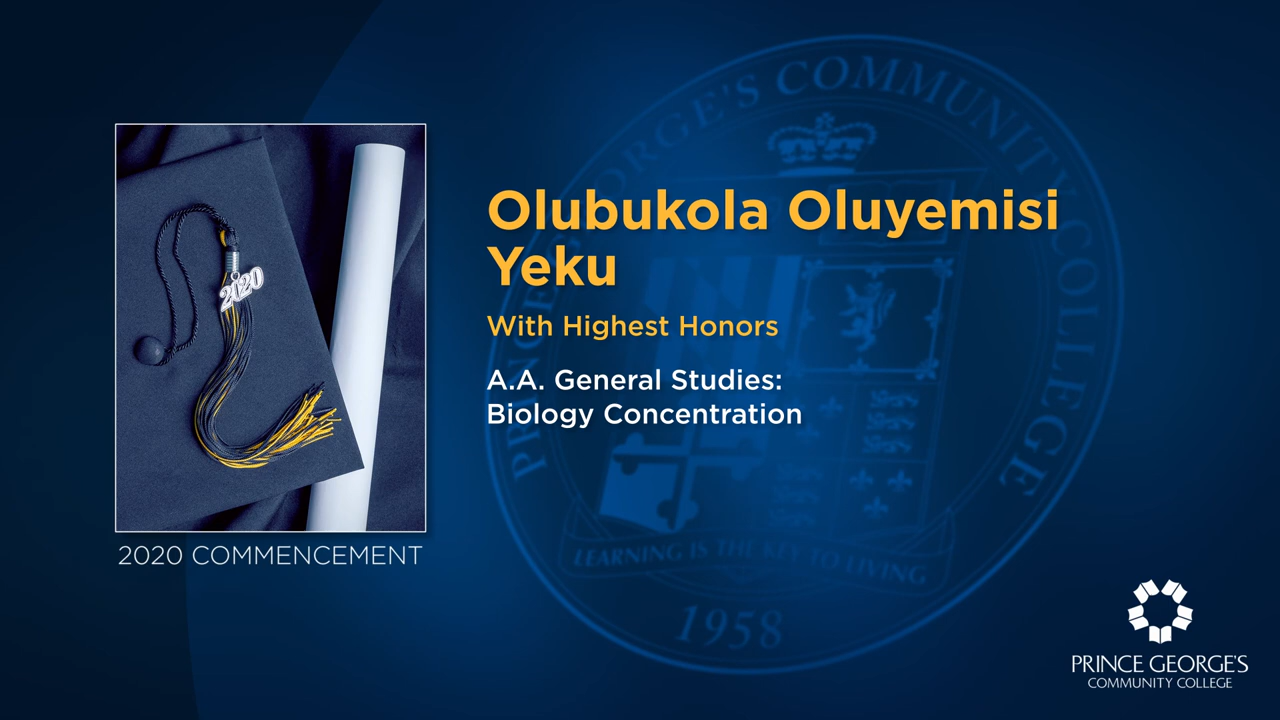 PRINCE GEORGE'S COMMUNITY COLLEGE
2020
Olubukola Oluyemisi
Yeku
With Highest Honors
A.A. General Studies:
Biology Concentration
2020 COMMENCEMENT
LEARNING IS THE KEY TO LIVING
1958
PRINCE GEORGE'S
COMMUNITY COLLEGE